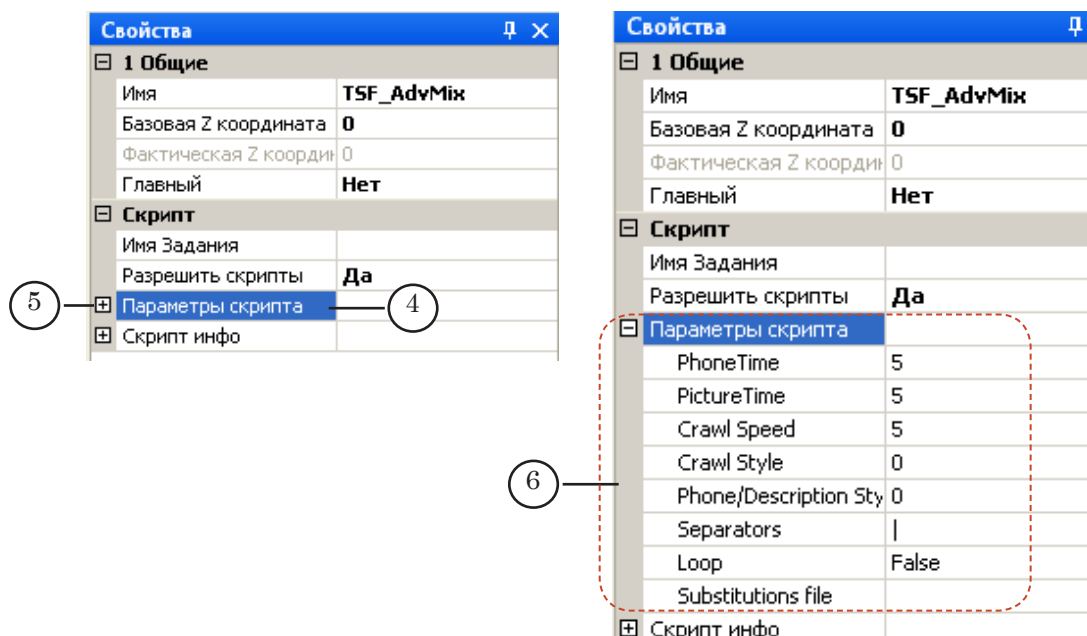 Свойства
1 Общие
Имя TSF_AdvMix
Базовая Z координата 0
Фактическая Z коорди 0
Главный Нет
Скрипт
Имя Задания
Разрешить скрипты Да
5 Параметры скрипта 4
Скрипт инфо
Свойства
1 Общие
Имя TSF_AdvMix
Базовая Z координата 0
Фактическая Z коорди 0
Главный Нет
Скрипт
Имя Задания
Разрешить скрипты Да
Параметры скрипта
PhoneTime 5
PictureTime 5
Crawl Speed 5
Crawl Style 0
6
Phone/Description Sty 0
Separators |
Loop False
Substitutions file
Скрипт инфо